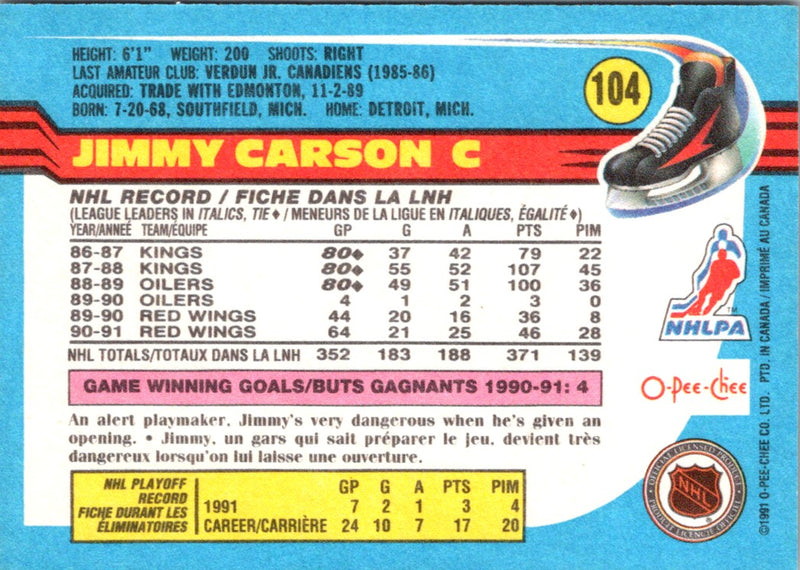 HEIGHT: 6'1" WEIGHT: 200 SHOOTS: RIGHT
LAST AMATEUR CLUB: VERDUN JR. CANADIENS (1985-86)
ACQUIRED: TRADE WITH EDMONTON, 11-2-89
BORN: 7-20-68, SOUTHFIELD, MICH. HOME: DETROIT, MICH.
104
JIMMY CARSON C
NHL RECORD / FICHE DANS LA LNH
(LEAGUE LEADERS IN ITALICS, TIE ♦ / MENEURS DE LA LIGUE EN ITALIQUES, ÉGALITÉ ♦)
YEAR/ANNEÉ TEAM/ÉQUIPE GP G A PTS PIM
86-87 KINGS 80♦ 37 42 79 22
87-88 KINGS 80♦ 55 52 107 45
88-89 OILERS 80♦ 49 51 100 36
89-90 OILERS 4 1 2 3 0
89-90 RED WINGS 44 20 16 36 8
90-91 RED WINGS 64 21 25 46 28
NHL TOTALS/TOTAUX DANS LA LNH 352 183 188 371 139
GAME WINNING GOALS/BUTS GAGNANTS 1990-91: 4
An alert playmaker, Jimmy's very dangerous when he's given an
opening. • Jimmy, un gars qui sait préparer le jeu, devient très
dangereux lorsqu'on lui laisse une ouverture.
NHL PLAYOFF
RECORD
FICHE DURANT LES
ÉLIMINATOIRES
GP G A PTS PIM
1991 7 2 1 3 4
CAREER/CARRIÈRE 24 10 7 17 20
TM
NHLPA
O-Pee-Chee
OFFICIAL LICENSED PRODUCT
NHL
®
PRODUIT LICENCIÉ OFFICIEL
©1991 O-PEE-CHEE CO. LTD. PTD. IN CANADA / IMPRIMÉ AU CANADA